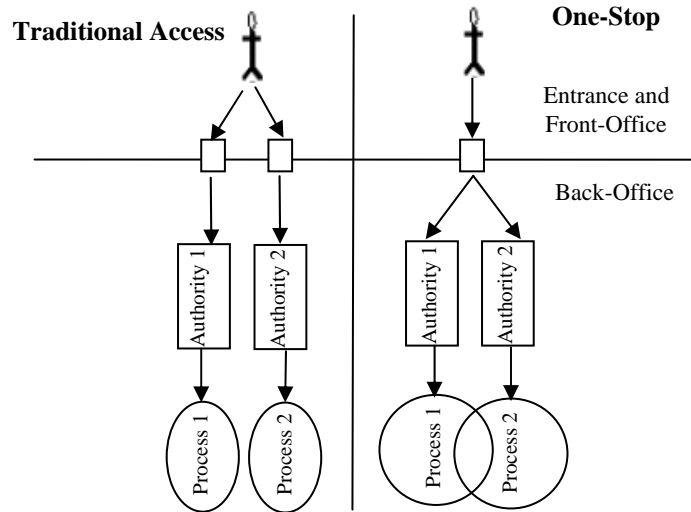 Traditional Access
One-Stop
Entrance and
Front-Office
Back-Office
Authority 1
Authority 2
Authority 1
Authority 2
Process 1
Process 2
Process 1
Process 2